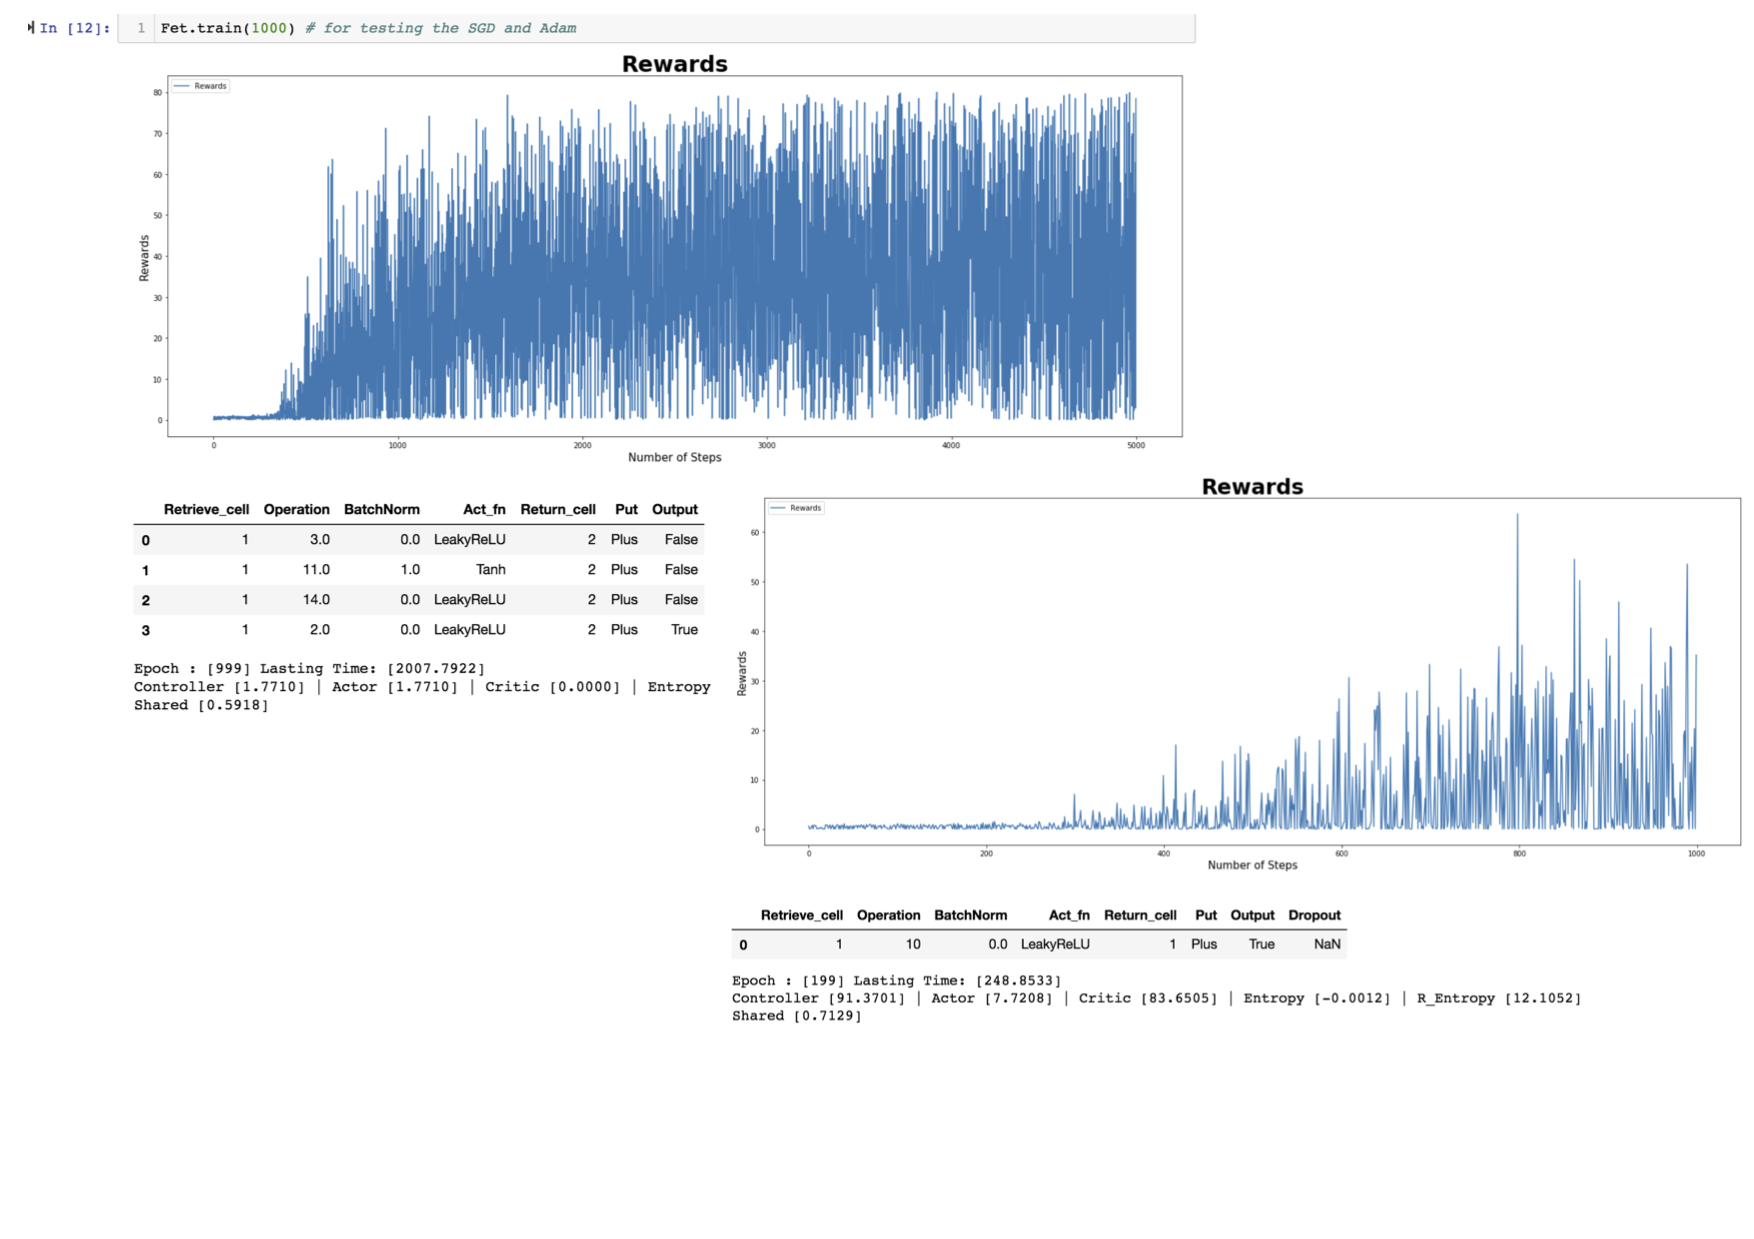 In [12]: 1 Fet.train(1000) # for testing the SGD and Adam
Rewards
Rewards
80
70
60
50
40
30
20
10
0
Rewards
0 1000 2000 3000 4000 5000
Number of Steps
Retrieve_cell Operation BatchNorm Act_fn Return_cell Put Output
0 1 3.0 0.0 LeakyReLU 2 Plus False
1 1 11.0 1.0 Tanh 2 Plus False
2 1 14.0 0.0 LeakyReLU 2 Plus False
3 1 2.0 0.0 LeakyReLU 2 Plus True
Epoch : [999] Lasting Time: [2007.7922]
Controller [1.7710] | Actor [1.7710] | Critic [0.0000] | Entropy
Shared [0.5918]
Rewards
Rewards
60
50
40
30
20
10
0
Rewards
0 200 400 600 800 1000
Number of Steps
Retrieve_cell Operation BatchNorm Act_fn Return_cell Put Output Dropout
0 1 10 0.0 LeakyReLU 1 Plus True NaN
Epoch : [199] Lasting Time: [248.8533]
Controller [91.3701] | Actor [7.7208] | Critic [83.6505] | Entropy [-0.0012] | R_Entropy [12.1052]
Shared [0.7129]